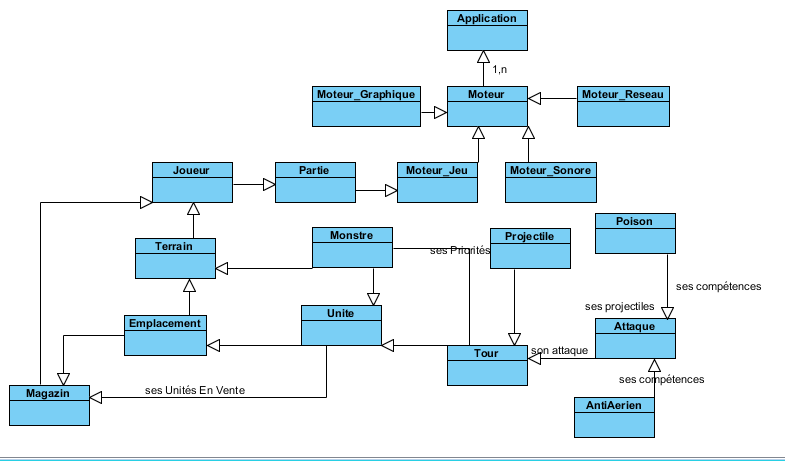 Application
1,n
Moteur_Graphique
Moteur
Moteur_Reseau
Joueur
Partie
Moteur_Jeu
Moteur_Sonore
Terrain
Monstre
ses Priorités
Projectile
Poison
ses compétences
ses projectiles
Emplacement
Unite
Attaque
Tour
son attaque
ses compétences
Magazin
ses Unités En Vente
AntiAerien